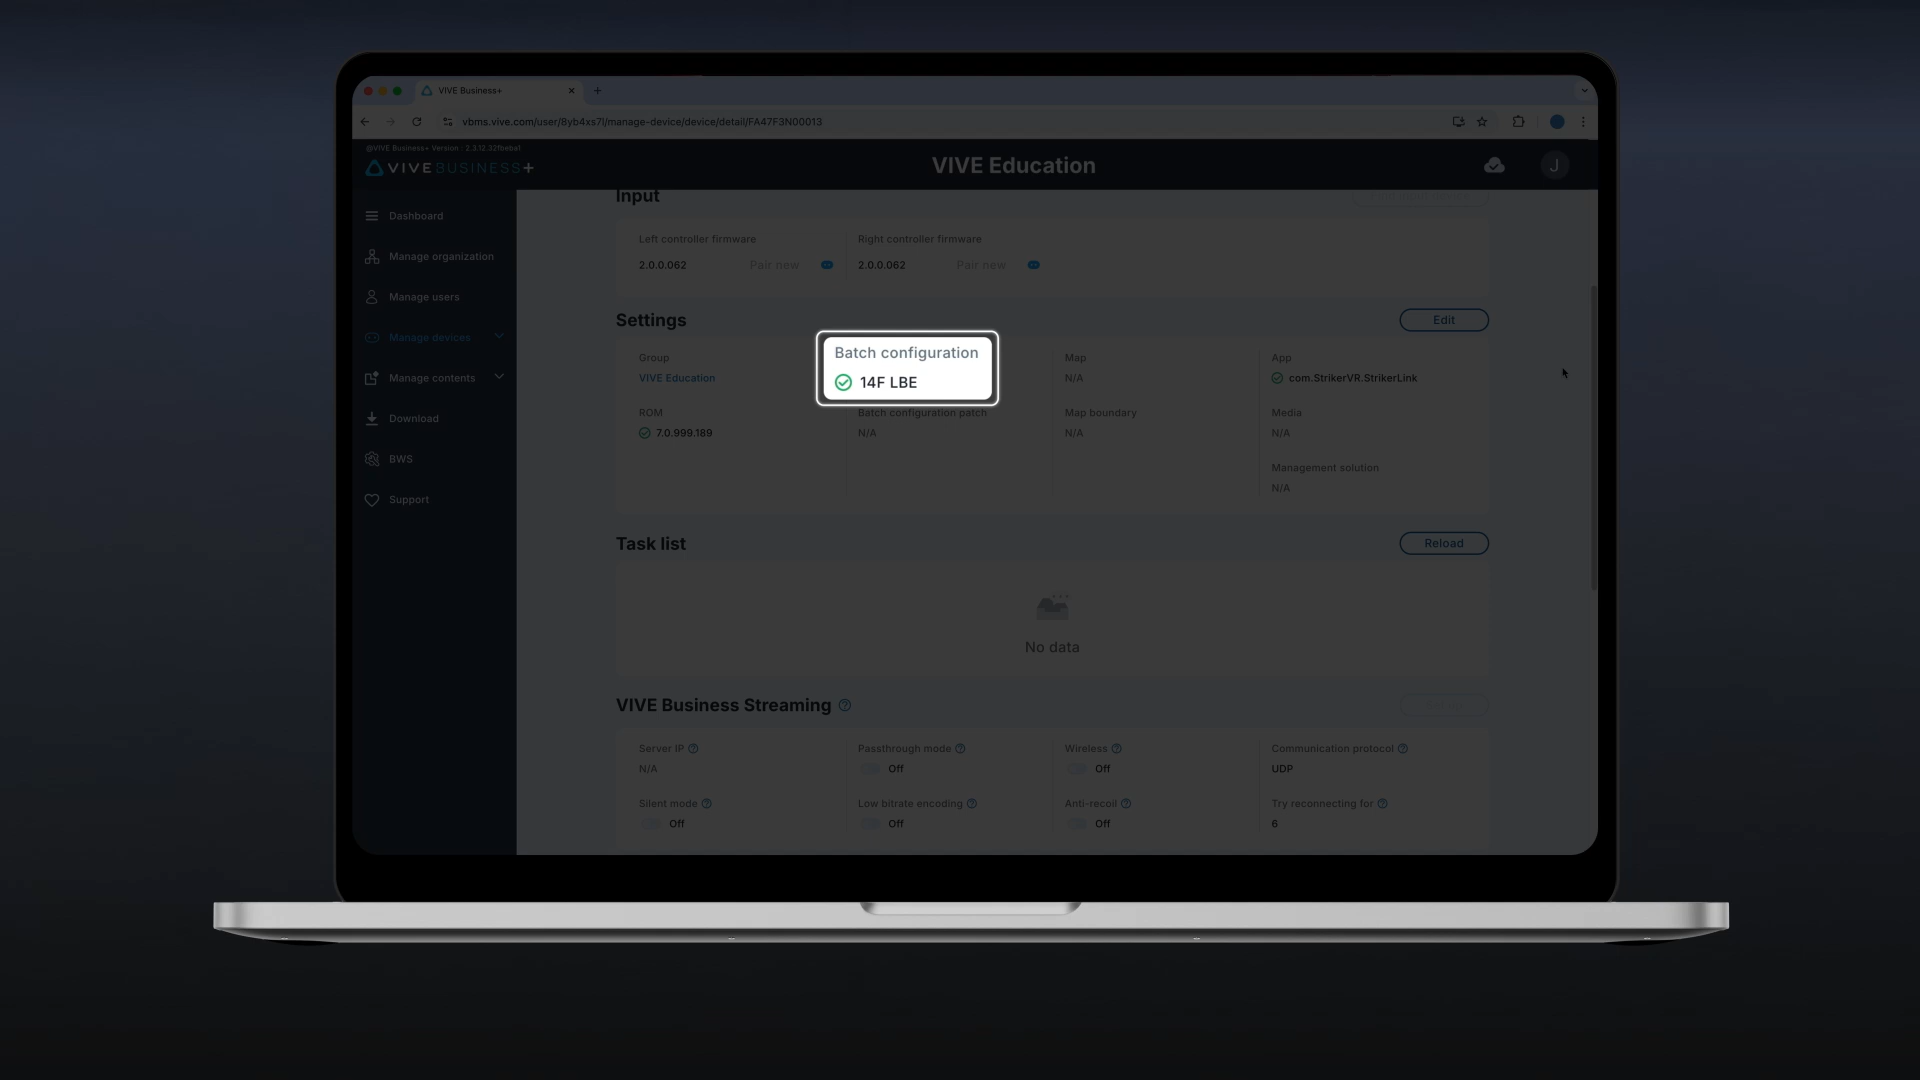 VIVE Business+
vbms.vive.com/user/8yb4xs7l/manage-device/device/detail/FA47F3N00013
@VIVE Business+ Version : 2.3.12.32fbeba1
VIVE BUSINESS+
VIVE Education
J
Dashboard
Manage organization
Manage users
Manage devices
Manage contents
Download
BWS
Support
Input
Left controller firmware
2.0.0.062 Pair new
Right controller firmware
2.0.0.062 Pair new
Settings
Edit
Group
VIVE Education
ROM
7.0.999.189
Batch configuration
14F LBE
Batch configuration patch
N/A
Map
N/A
Map boundary
N/A
App
com.StrikerVR.StrikerLink
Media
N/A
Management solution
N/A
Task list
Reload
No data
VIVE Business Streaming
Server IP
N/A
Passthrough mode
Off
Wireless
Off
Communication protocol
UDP
Silent mode
Off
Low bitrate encoding
Off
Anti-recoil
Off
Try reconnecting for
6